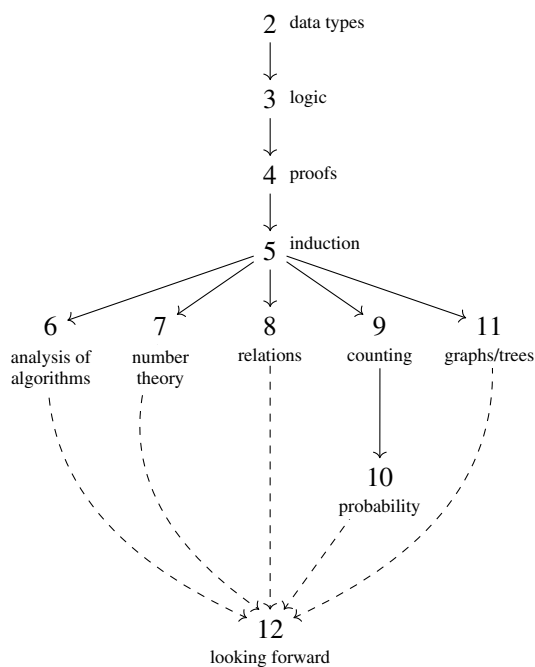 2 data types
3 logic
4 proofs
5 induction
6 7 8 9 11
analysis of
algorithms
number
theory
relations
counting
graphs/trees
10
probability
12
looking forward